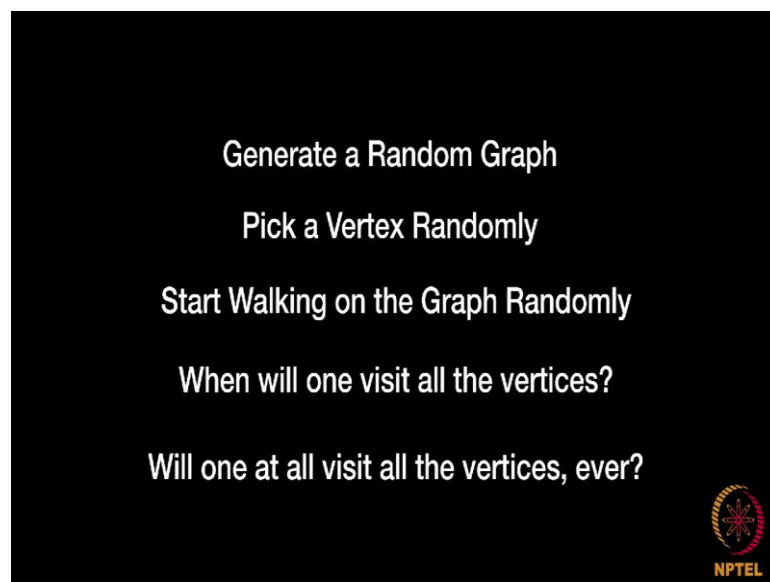 Generate a Random Graph
Pick a Vertex Randomly
Start Walking on the Graph Randomly
When will one visit all the vertices?
Will one at all visit all the vertices, ever?
NPTEL